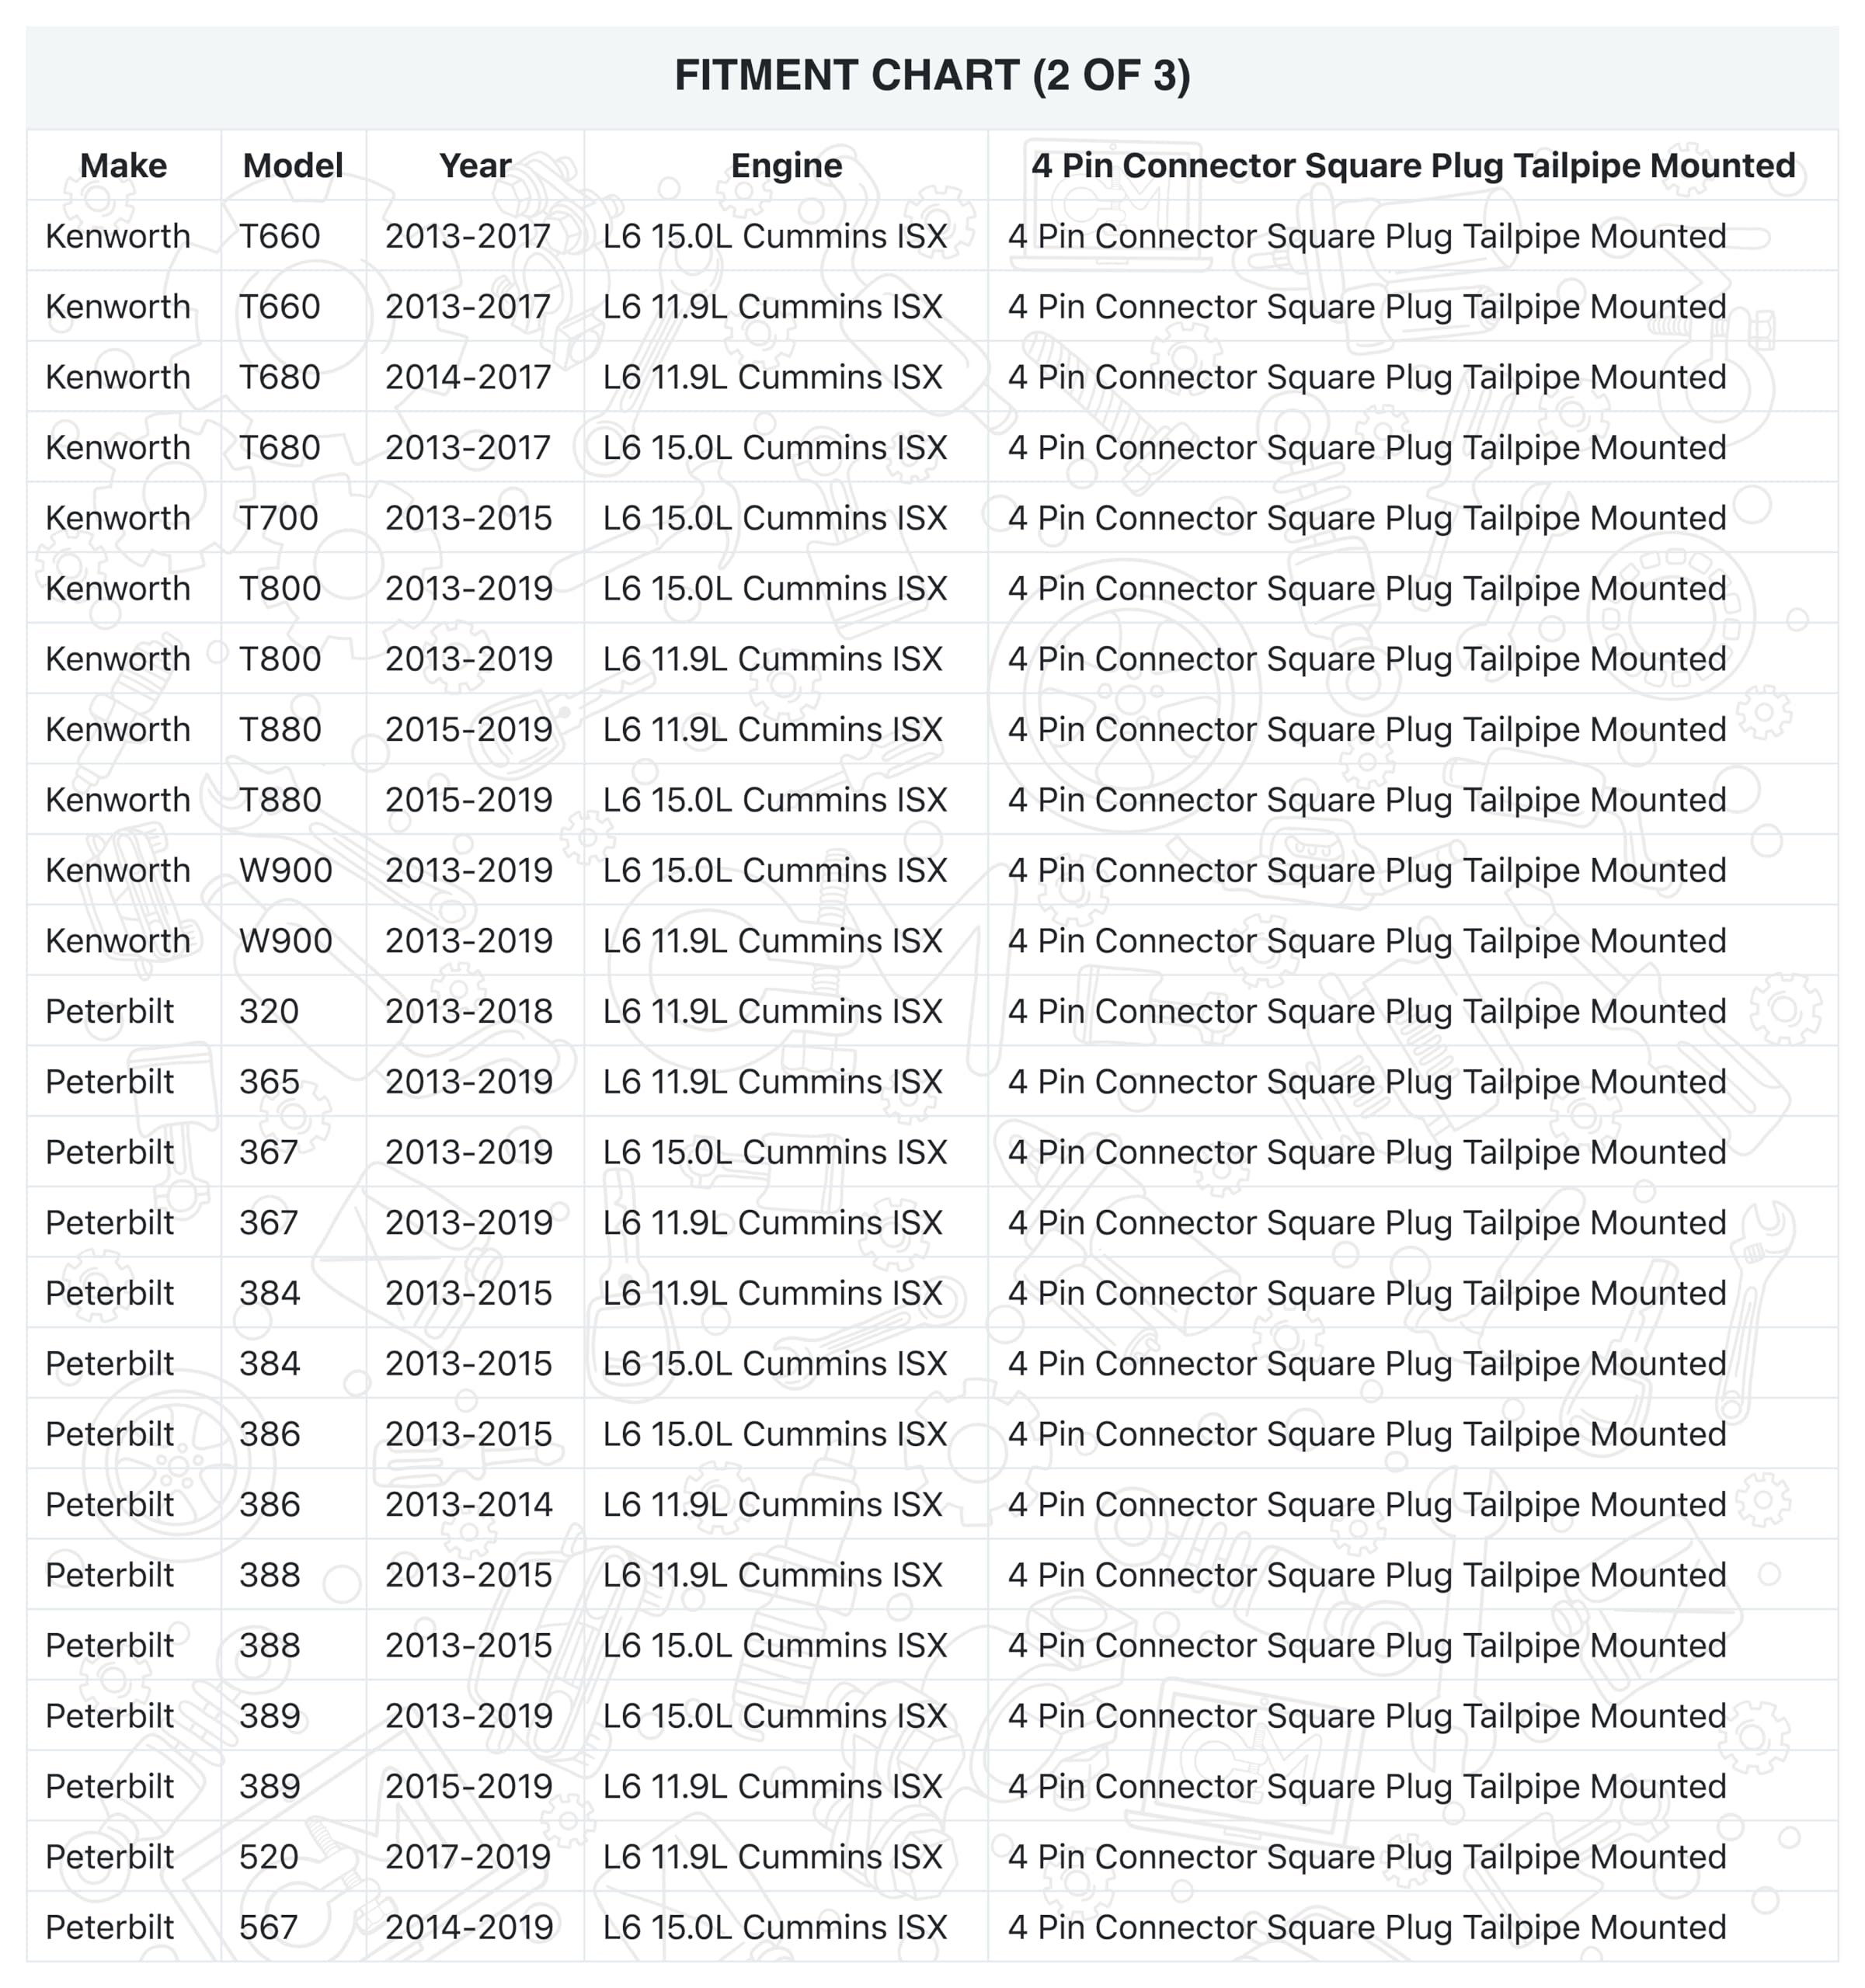 FITMENT CHART (2 OF 3)
Make Model Year Engine 4 Pin Connector Square Plug Tailpipe Mounted
Kenworth T660 2013-2017 L6 15.0L Cummins ISX 4 Pin Connector Square Plug Tailpipe Mounted
Kenworth T660 2013-2017 L6 11.9L Cummins ISX 4 Pin Connector Square Plug Tailpipe Mounted
Kenworth T680 2014-2017 L6 11.9L Cummins ISX 4 Pin Connector Square Plug Tailpipe Mounted
Kenworth T680 2013-2017 L6 15.0L Cummins ISX 4 Pin Connector Square Plug Tailpipe Mounted
Kenworth T700 2013-2015 L6 15.0L Cummins ISX 4 Pin Connector Square Plug Tailpipe Mounted
Kenworth T800 2013-2019 L6 15.0L Cummins ISX 4 Pin Connector Square Plug Tailpipe Mounted
Kenworth T800 2013-2019 L6 11.9L Cummins ISX 4 Pin Connector Square Plug Tailpipe Mounted
Kenworth T880 2015-2019 L6 11.9L Cummins ISX 4 Pin Connector Square Plug Tailpipe Mounted
Kenworth T880 2015-2019 L6 15.0L Cummins ISX 4 Pin Connector Square Plug Tailpipe Mounted
Kenworth W900 2013-2019 L6 15.0L Cummins ISX 4 Pin Connector Square Plug Tailpipe Mounted
Kenworth W900 2013-2019 L6 11.9L Cummins ISX 4 Pin Connector Square Plug Tailpipe Mounted
Peterbilt 320 2013-2018 L6 11.9L Cummins ISX 4 Pin Connector Square Plug Tailpipe Mounted
Peterbilt 365 2013-2019 L6 11.9L Cummins ISX 4 Pin Connector Square Plug Tailpipe Mounted
Peterbilt 367 2013-2019 L6 15.0L Cummins ISX 4 Pin Connector Square Plug Tailpipe Mounted
Peterbilt 367 2013-2019 L6 11.9L Cummins ISX 4 Pin Connector Square Plug Tailpipe Mounted
Peterbilt 384 2013-2015 L6 11.9L Cummins ISX 4 Pin Connector Square Plug Tailpipe Mounted
Peterbilt 384 2013-2015 L6 15.0L Cummins ISX 4 Pin Connector Square Plug Tailpipe Mounted
Peterbilt 386 2013-2015 L6 15.0L Cummins ISX 4 Pin Connector Square Plug Tailpipe Mounted
Peterbilt 386 2013-2014 L6 11.9L Cummins ISX 4 Pin Connector Square Plug Tailpipe Mounted
Peterbilt 388 2013-2015 L6 11.9L Cummins ISX 4 Pin Connector Square Plug Tailpipe Mounted
Peterbilt 388 2013-2015 L6 15.0L Cummins ISX 4 Pin Connector Square Plug Tailpipe Mounted
Peterbilt 389 2013-2019 L6 15.0L Cummins ISX 4 Pin Connector Square Plug Tailpipe Mounted
Peterbilt 389 2015-2019 L6 11.9L Cummins ISX 4 Pin Connector Square Plug Tailpipe Mounted
Peterbilt 520 2017-2019 L6 11.9L Cummins ISX 4 Pin Connector Square Plug Tailpipe Mounted
Peterbilt 567 2014-2019 L6 15.0L Cummins ISX 4 Pin Connector Square Plug Tailpipe Mounted